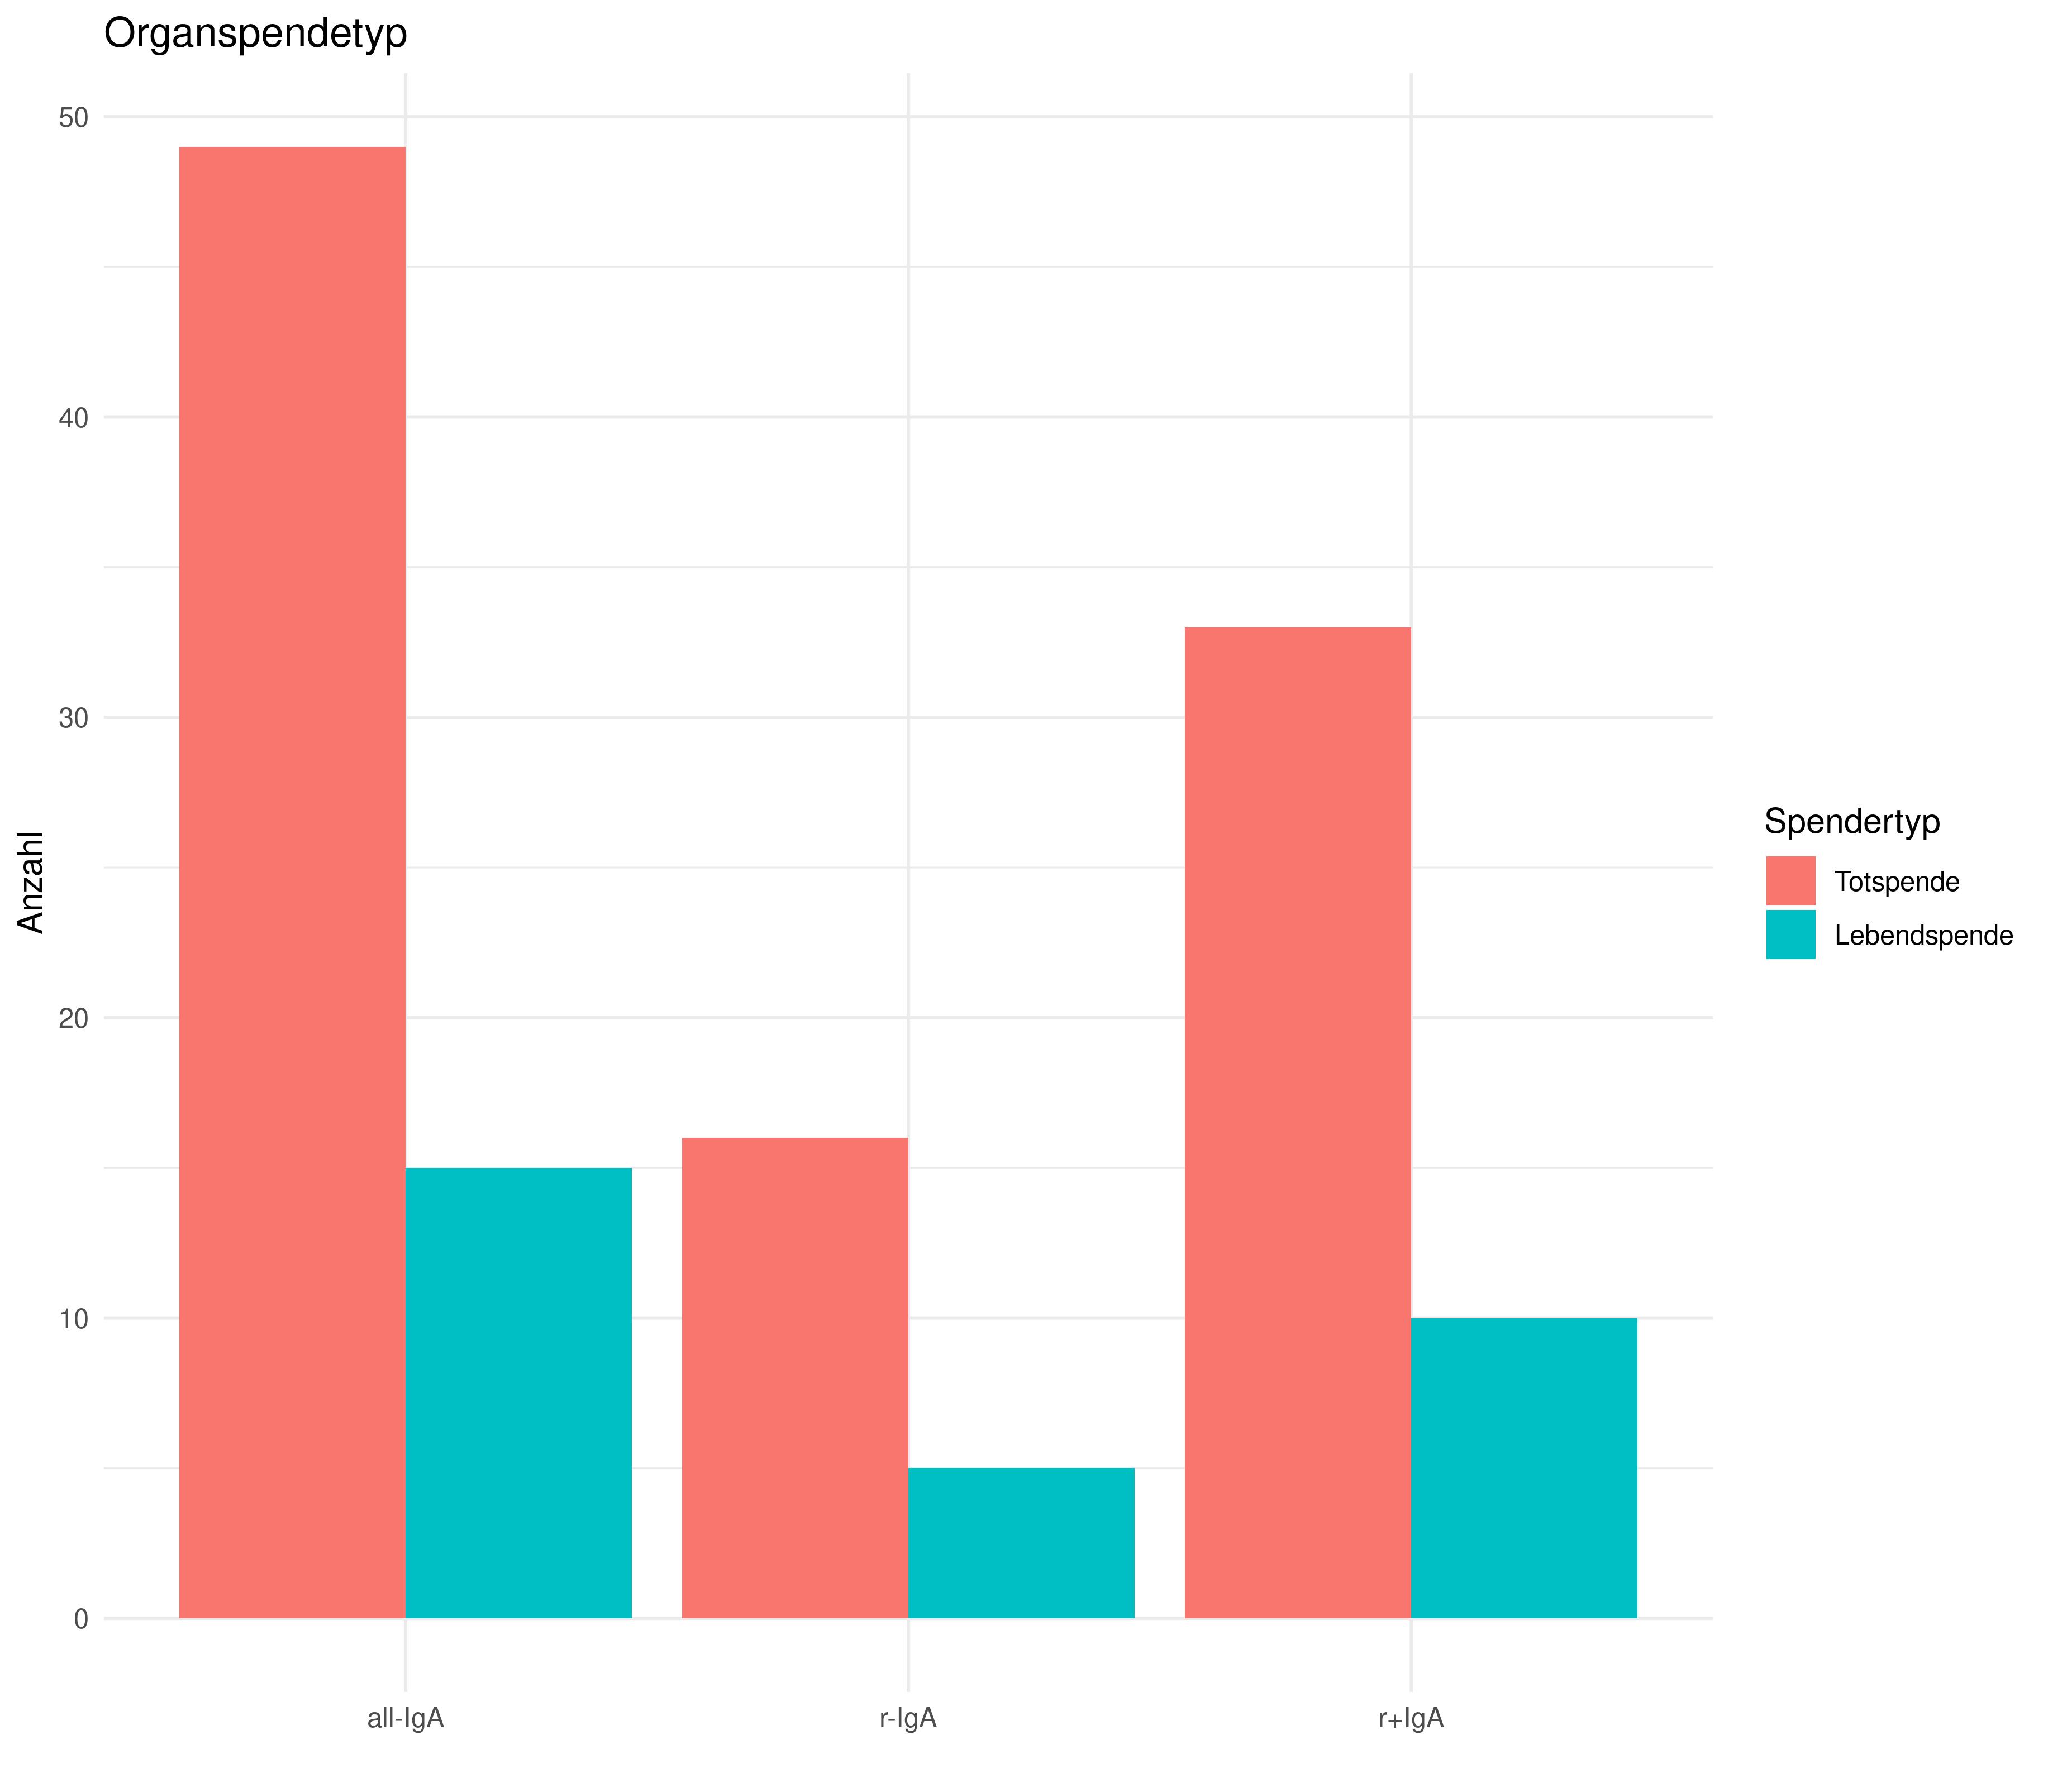 Organspendetyp
Anzahl
50
40
30
20
10
0
all-IgA
r-IgA
r+IgA
Spendertyp
Totspende
Lebendspende